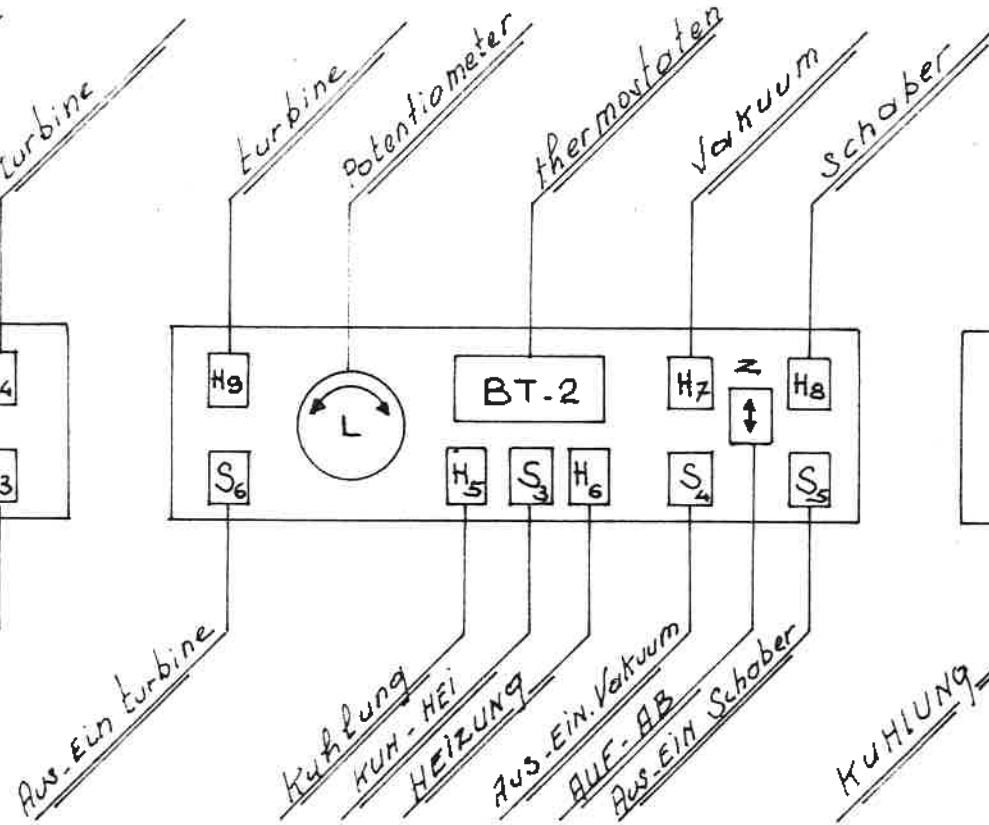 turbine
turbine
Potentiometer
thermostaten
Vakuum
Schaber
4
H9
L
BT-2
H7
Z
H8
3
S6
H5
S3
H6
S4
S5
Aus-Ein turbine
Kuhlung
KUH-HEI
HEIZUNG
Aus-EiN.Vakuum
AUF-AB
Aus-EIN Schaber
KUHLUNG